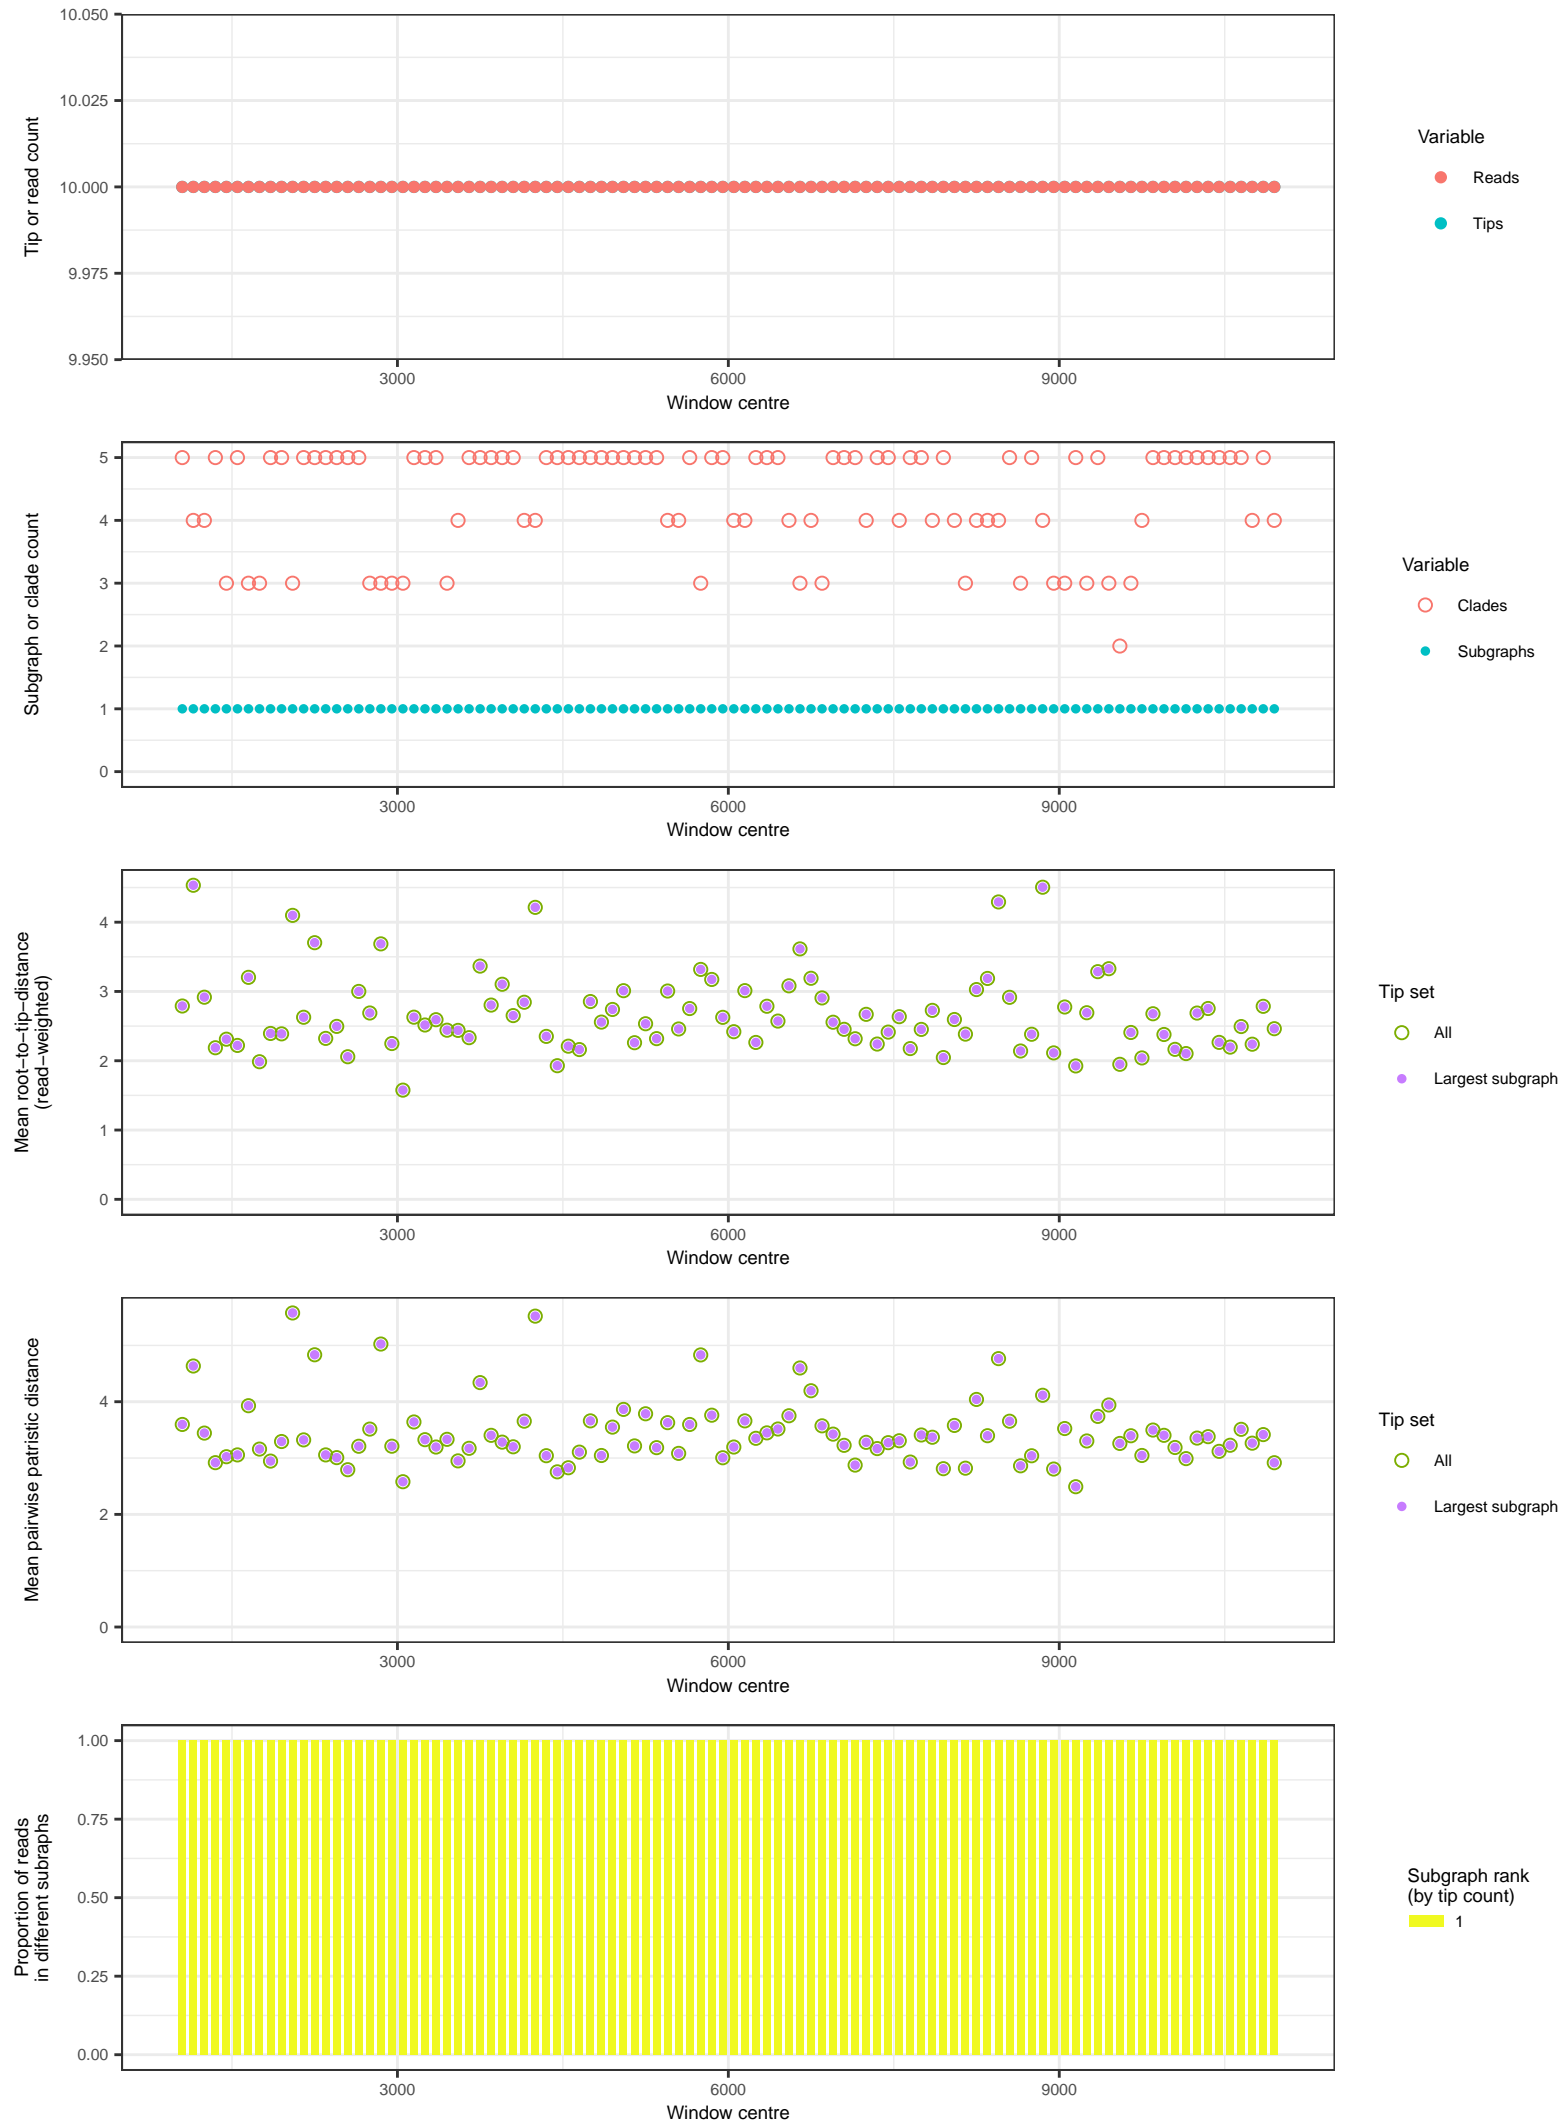 10.050
10.025
10.000
9.975
9.950
Tip or read count
3000
6000
9000
Window centre
Variable
Reads
Tips
5
4
3
2
1
0
Subgraph or clade count
3000
6000
9000
Window centre
Variable
Clades
Subgraphs
4
3
2
1
0
Mean root−to−tip−distance
(read−weighted)
3000
6000
9000
Window centre
Tip set
All
Largest subgraph
4
2
0
Mean pairwise patristic distance
3000
6000
9000
Window centre
Tip set
All
Largest subgraph
1.00
0.75
0.50
0.25
0.00
Proportion of reads
in different subraphs
3000
6000
9000
Window centre
Subgraph rank
(by tip count)
1